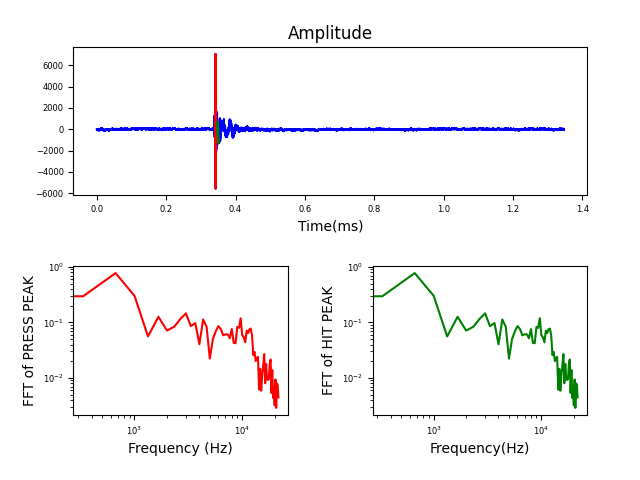 Amplitude
6000
4000
2000
0
−2000
−4000
−6000
0.0 0.2 0.4 0.6 0.8 1.0 1.2 1.4
Time(ms)
FFT of PRESS PEAK
10⁰
10⁻¹
10⁻²
10³ 10⁴
Frequency (Hz)
FFT of HIT PEAK
10⁰
10⁻¹
10⁻²
10³ 10⁴
Frequency(Hz)